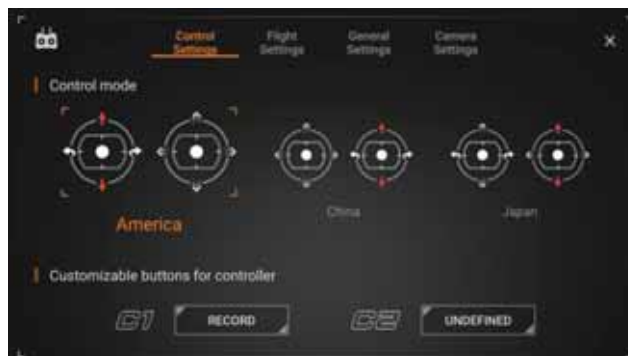 Control Settings
Flight Settings
General Settings
Camera Settings
Control mode
America
China
Japan
Customizable buttons for controller
C1 RECORD C2 UNDEFINED